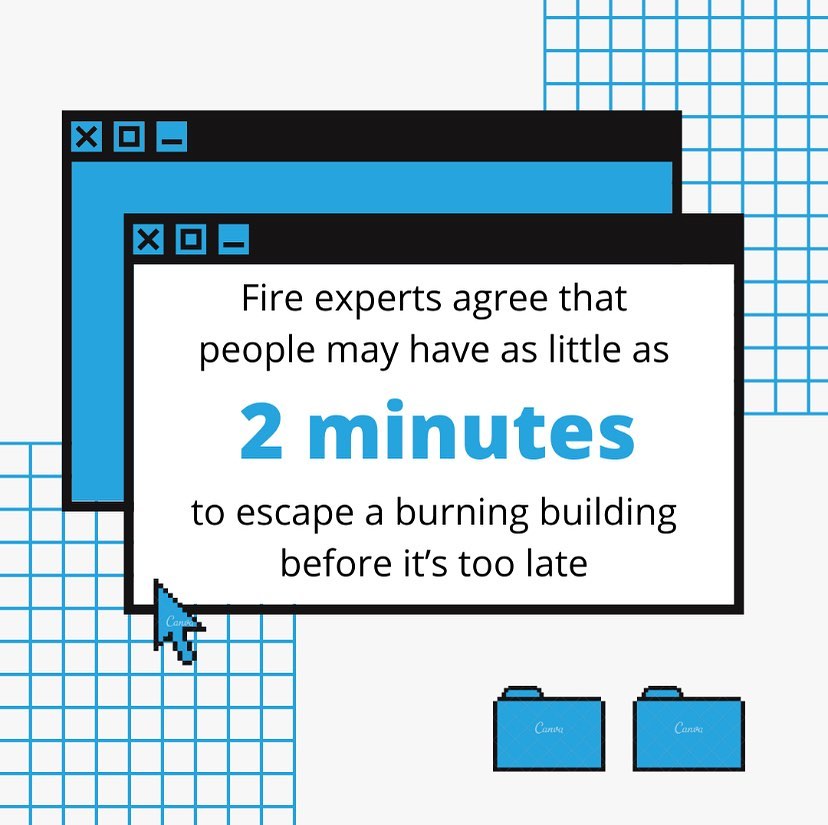 Fire experts agree that
people may have as little as
2 minutes
to escape a burning building
before it’s too late
Canva
Canva
Canva